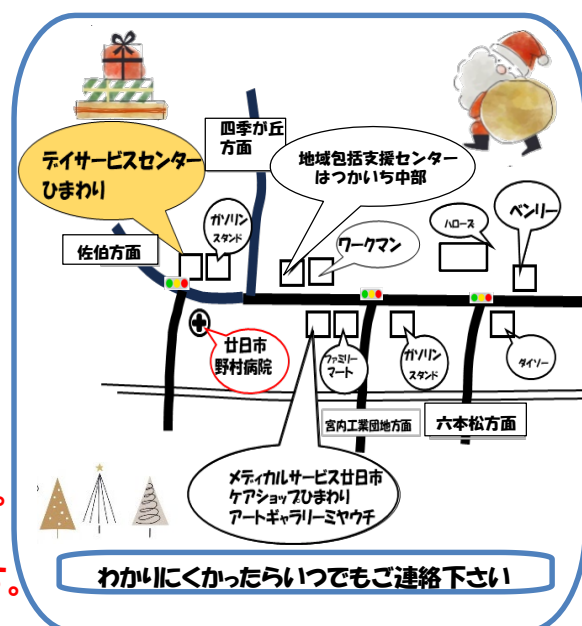 四季が丘
方面
デイサービスセンター
ひまわり
地域包括支援センター
はつかいち中部
ガソリン
スタンド
ワークマン
ハローズ
ベンリー
佐伯方面
廿日市
野村病院
ファミリー
マート
ガソリン
スタンド
ダイソー
宮内工業団地方面
六本松方面
メディカルサービス廿日市
ケアショップひまわり
アートギャラリーミヤウチ
。
す。
わかりにくかったらいつでもご連絡下さい